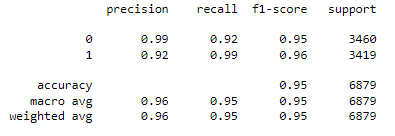 precision recall f1-score support
0 0.99 0.92 0.95 3460
1 0.92 0.99 0.96 3419
accuracy 0.95 6879
macro avg 0.96 0.95 0.95 6879
weighted avg 0.96 0.95 0.95 6879